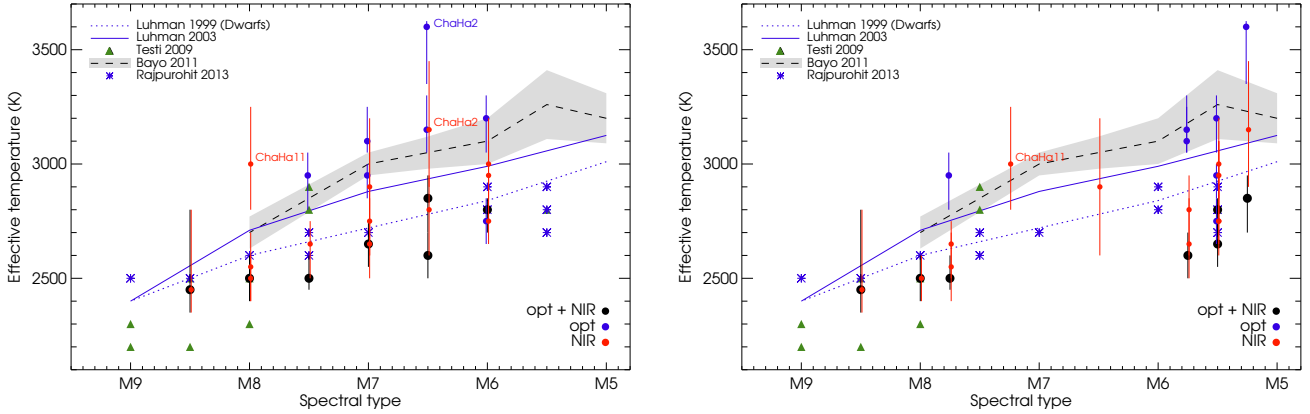 Luhman 1999 (Dwarfs)
Luhman 2003
Testi 2009
Bayo 2011
Rajpurohit 2013
ChaHa2
ChaHa2
ChaHa11
opt + NIR
opt
NIR
3500
3000
2500
Effective temperature (K)
M9 M8 M7 M6 M5
Spectral type
Luhman 1999 (Dwarfs)
Luhman 2003
Testi 2009
Bayo 2011
Rajpurohit 2013
ChaHa11
opt + NIR
opt
NIR
3500
3000
2500
Effective temperature (K)
M9 M8 M7 M6 M5
Spectral type